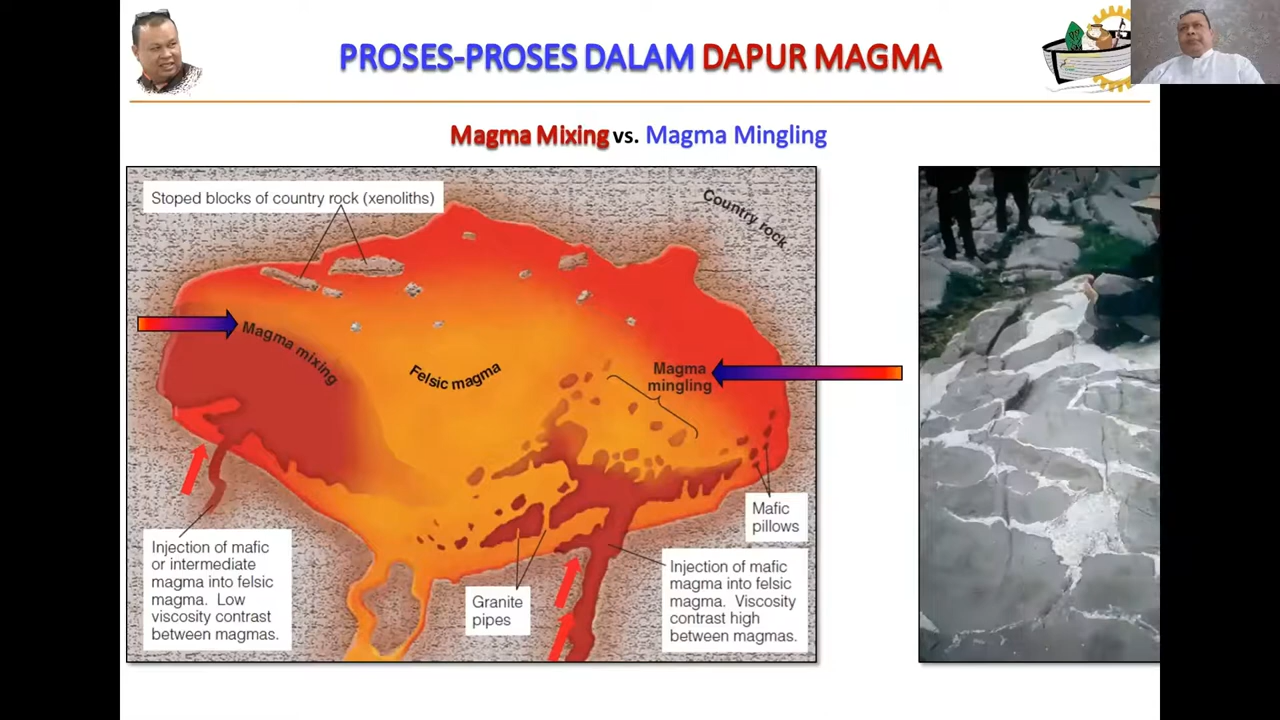 PROSES-PROSES DALAM DAPUR MAGMA
Magma Mixing vs. Magma Mingling
Stoped blocks of country rock (xenoliths)
Country rock
Magma mixing
Felsic magma
Magma
mingling
Mafic
pillows
Injection of mafic
or intermediate
magma into felsic
magma. Low
viscosity contrast
between magmas.
Granite
pipes
Injection of mafic
magma into felsic
magma. Viscosity
contrast high
between magmas.